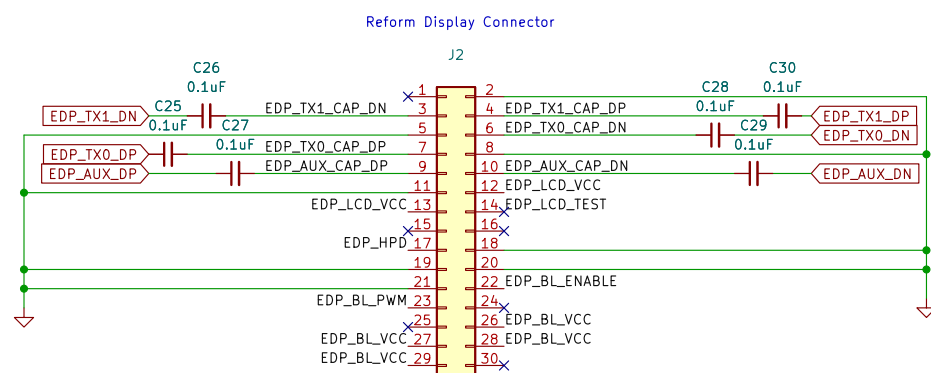 Reform Display Connector
J2
C26
0.1uF
C30
0.1uF
C28
0.1uF
C25
0.1uF
C27
0.1uF
C29
0.1uF
1 2
EDP_TX1_DN EDP_TX1_CAP_DN 3 4 EDP_TX1_CAP_DP EDP_TX1_DP
5 6 EDP_TX0_CAP_DN EDP_TX0_DN
EDP_TX0_DP EDP_TX0_CAP_DP 7 8
EDP_AUX_DP EDP_AUX_CAP_DP 9 10 EDP_AUX_CAP_DN EDP_AUX_DN
11 12 EDP_LCD_VCC
EDP_LCD_VCC 13 14 EDP_LCD_TEST
15 16
EDP_HPD 17 18
19 20
21 22 EDP_BL_ENABLE
EDP_BL_PWM 23 24
25 26 EDP_BL_VCC
EDP_BL_VCC 27 28 EDP_BL_VCC
EDP_BL_VCC 29 30